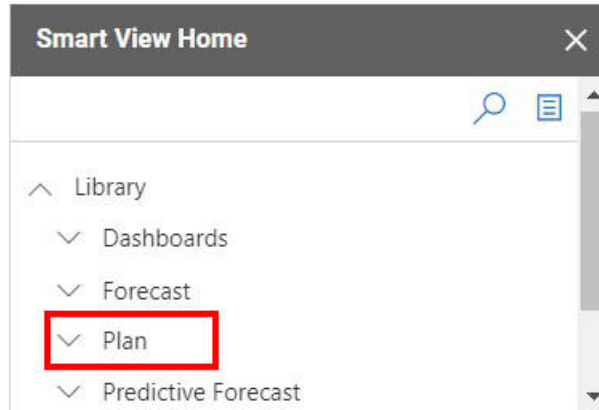 Smart View Home
Library
Dashboards
Forecast
Plan
Predictive Forecast